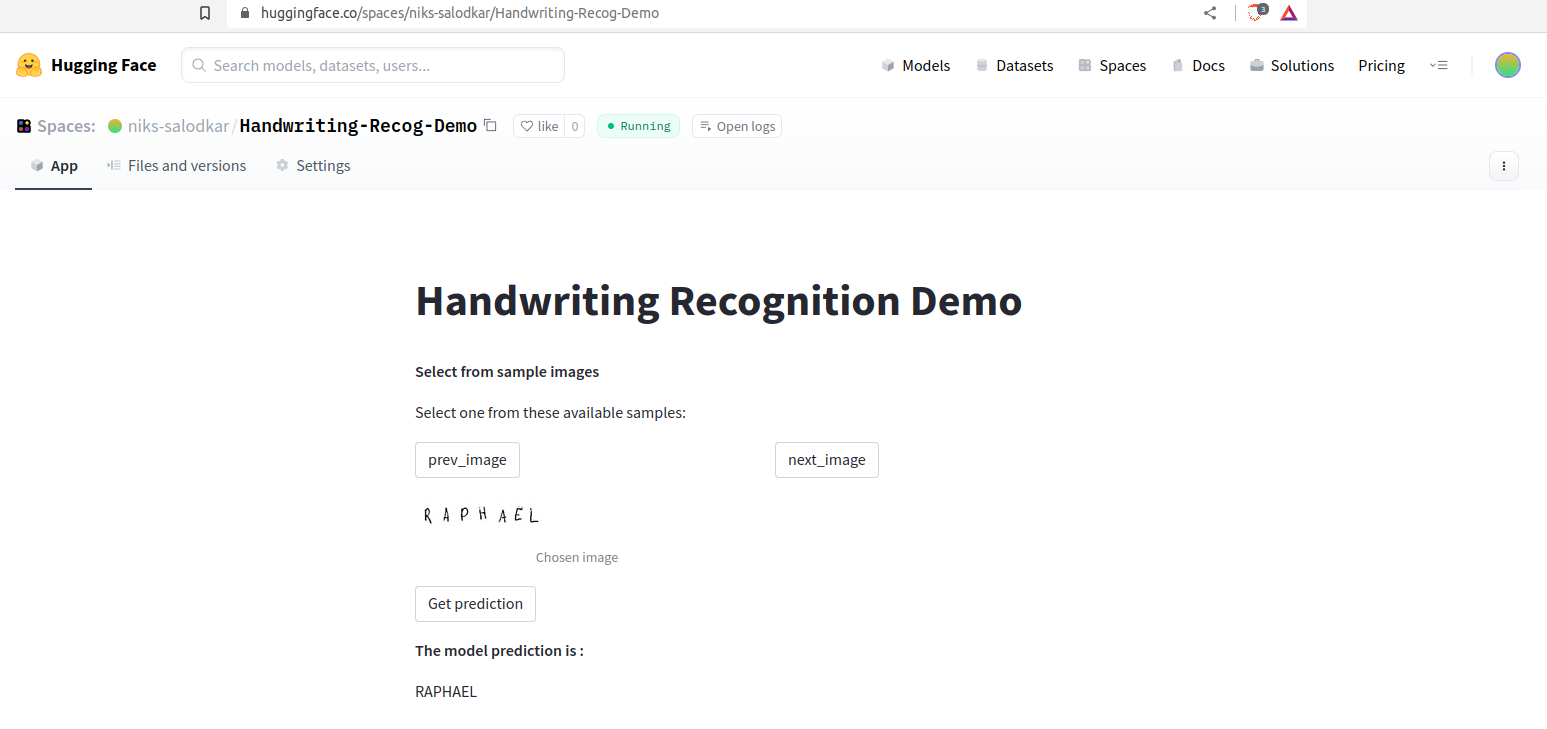 huggingface.co/spaces/niks-salodkar/Handwriting-Recog-Demo 3
Hugging Face Search models, datasets, users... Models Datasets Spaces Docs Solutions Pricing
Spaces: niks-salodkar/Handwriting-Recog-Demo like 0 Running Open logs
App Files and versions Settings
Handwriting Recognition Demo
Select from sample images
Select one from these available samples:
prev_image next_image
RAPHAEL
Chosen image
Get prediction
The model prediction is :
RAPHAEL